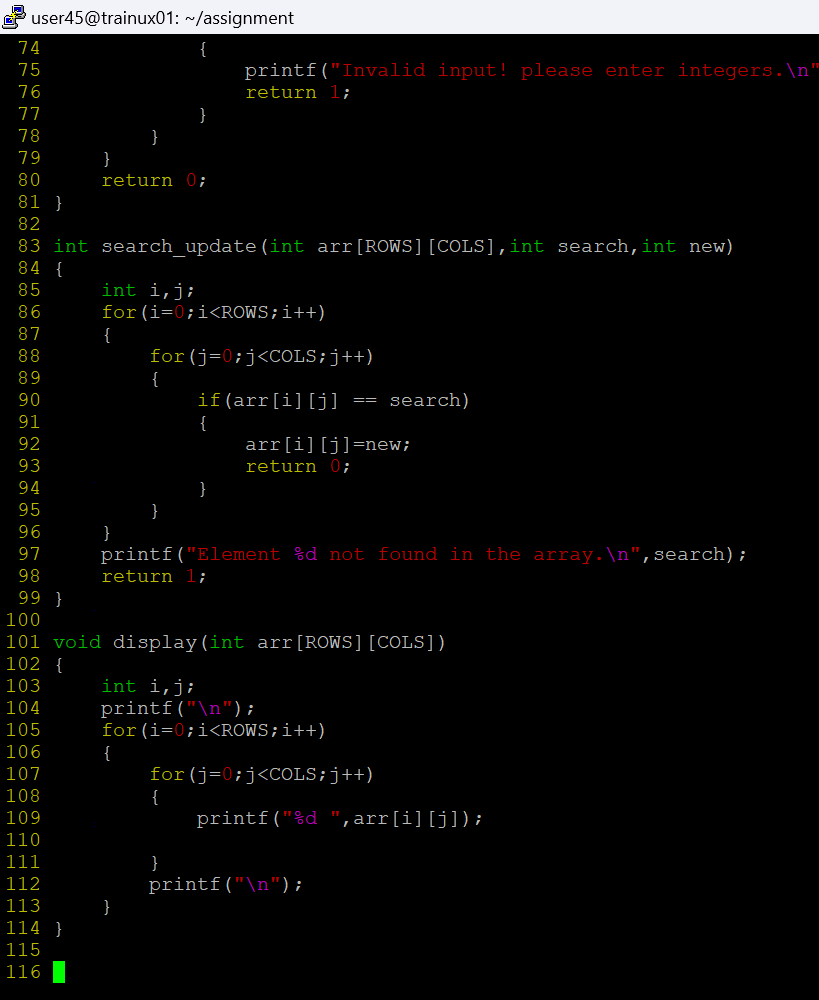 user45@trainux01: ~/assignment
74             {
75                 printf("Invalid input! please enter integers.\n"
76                 return 1;
77             }
78         }
79     }
80     return 0;
81 }
82
83 int search_update(int arr[ROWS][COLS],int search,int new)
84 {
85     int i,j;
86     for(i=0;i<ROWS;i++)
87     {
88         for(j=0;j<COLS;j++)
89         {
90             if(arr[i][j] == search)
91             {
92                 arr[i][j]=new;
93                 return 0;
94             }
95         }
96     }
97     printf("Element %d not found in the array.\n",search);
98     return 1;
99 }
100
101 void display(int arr[ROWS][COLS])
102 {
103     int i,j;
104     printf("\n");
105     for(i=0;i<ROWS;i++)
106     {
107         for(j=0;j<COLS;j++)
108         {
109             printf("%d ",arr[i][j]);
110
111         }
112         printf("\n");
113     }
114 }
115
116